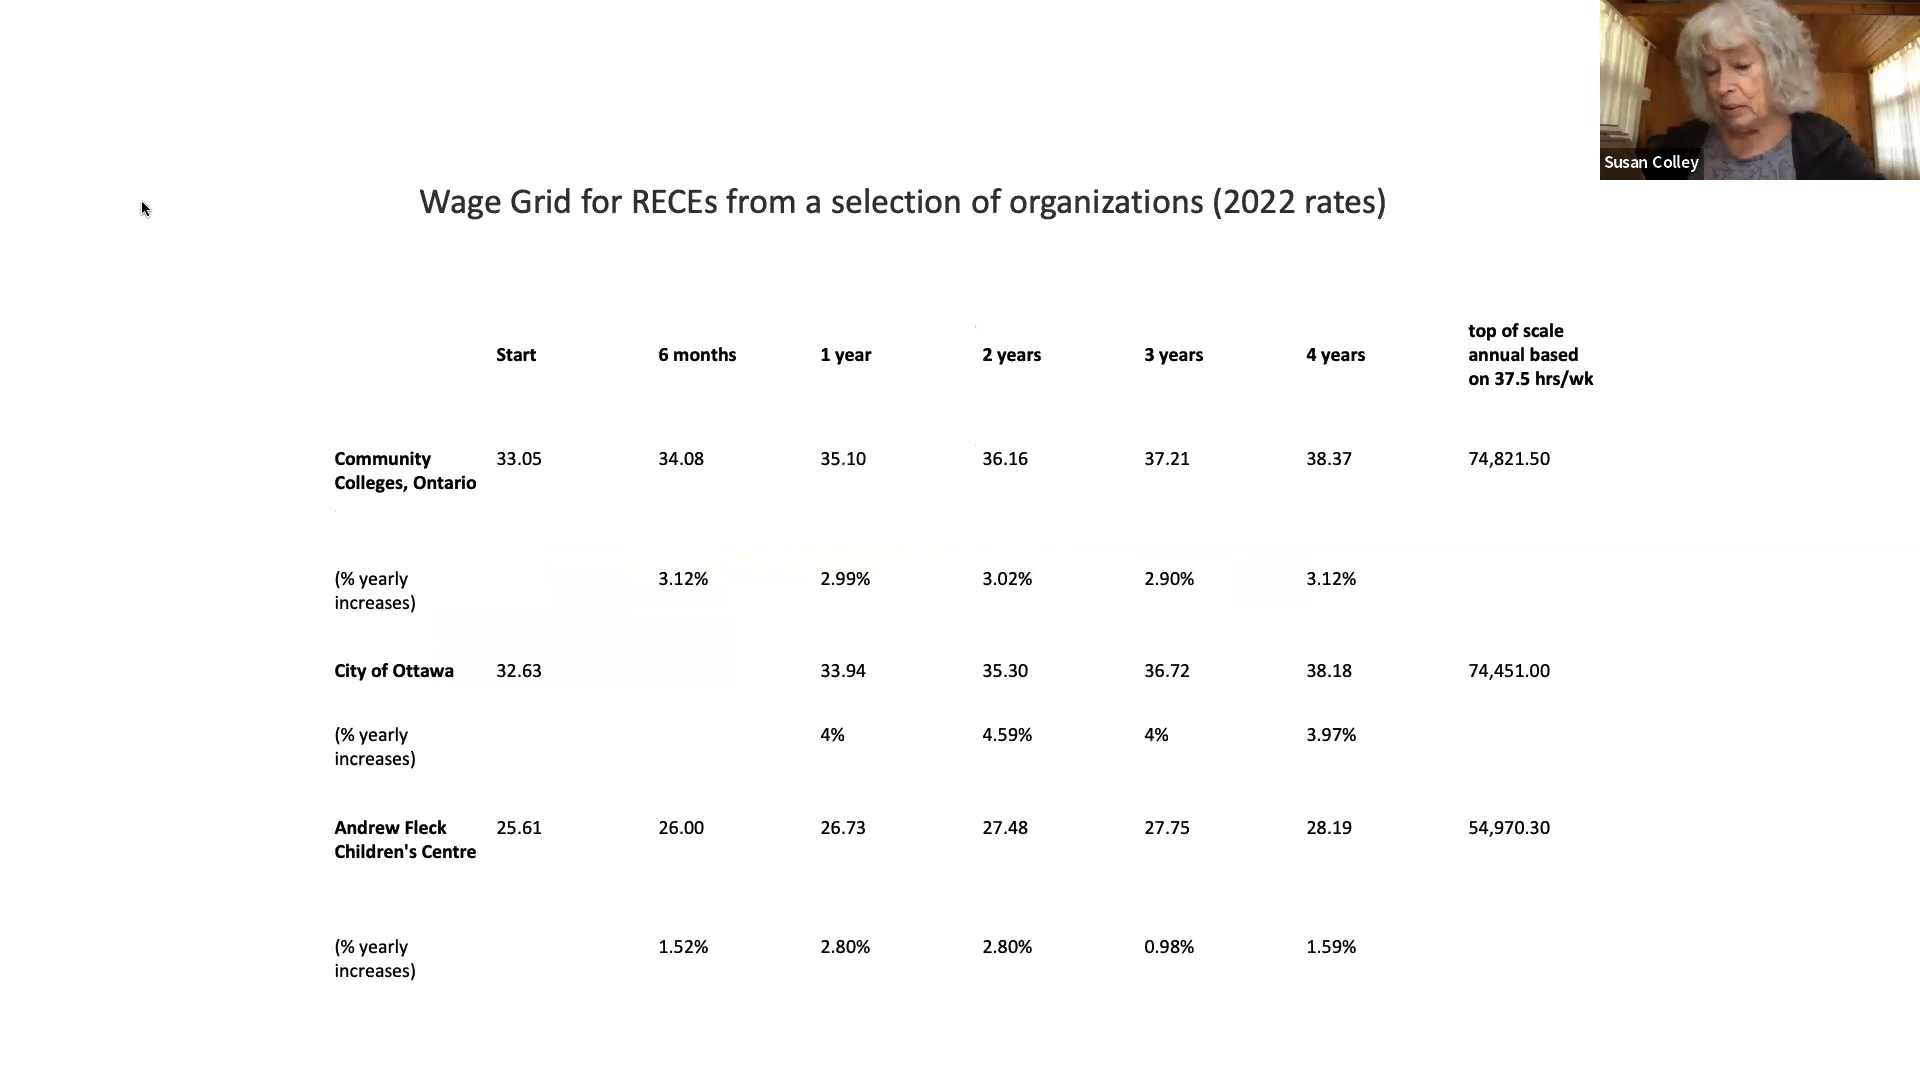 Susan Colley
Wage Grid for RECEs from a selection of organizations (2022 rates)
Start 6 months 1 year 2 years 3 years 4 years top of scale
annual based
on 37.5 hrs/wk
Community 33.05 34.08 35.10 36.16 37.21 38.37 74,821.50
Colleges, Ontario
(% yearly 3.12% 2.99% 3.02% 2.90% 3.12%
increases)
City of Ottawa 32.63 33.94 35.30 36.72 38.18 74,451.00
(% yearly 4% 4.59% 4% 3.97%
increases)
Andrew Fleck 25.61 26.00 26.73 27.48 27.75 28.19 54,970.30
Children's Centre
(% yearly 1.52% 2.80% 2.80% 0.98% 1.59%
increases)